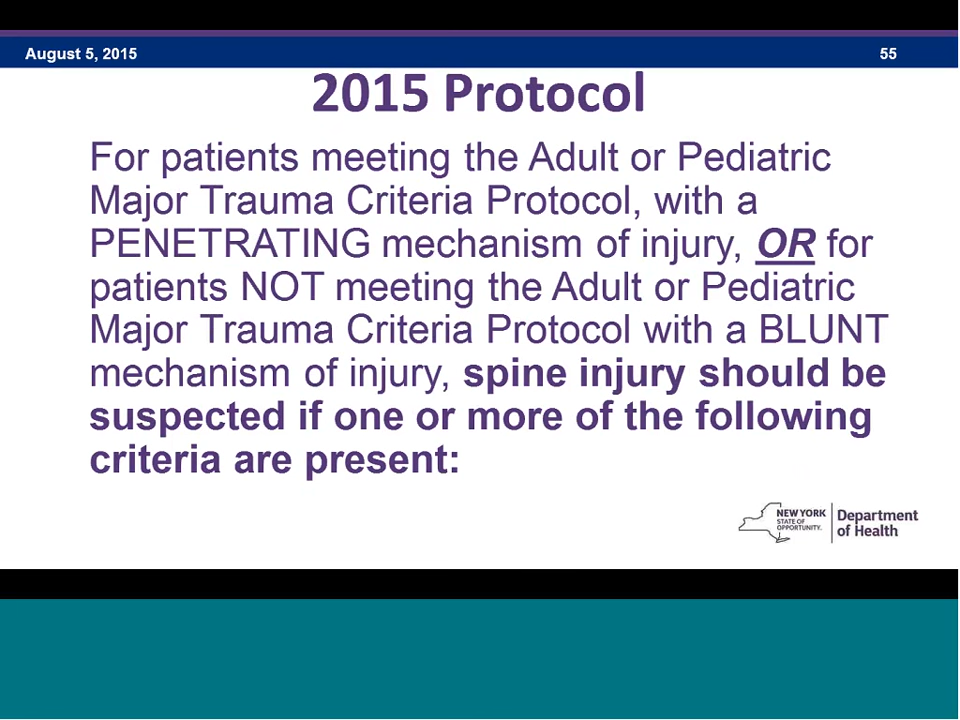 August 5, 2015
55
2015 Protocol
For patients meeting the Adult or Pediatric
Major Trauma Criteria Protocol, with a
PENETRATING mechanism of injury, OR for
patients NOT meeting the Adult or Pediatric
Major Trauma Criteria Protocol with a BLUNT
mechanism of injury, spine injury should be
suspected if one or more of the following
criteria are present:
NEW YORK
STATE OF
OPPORTUNITY.
Department
of Health